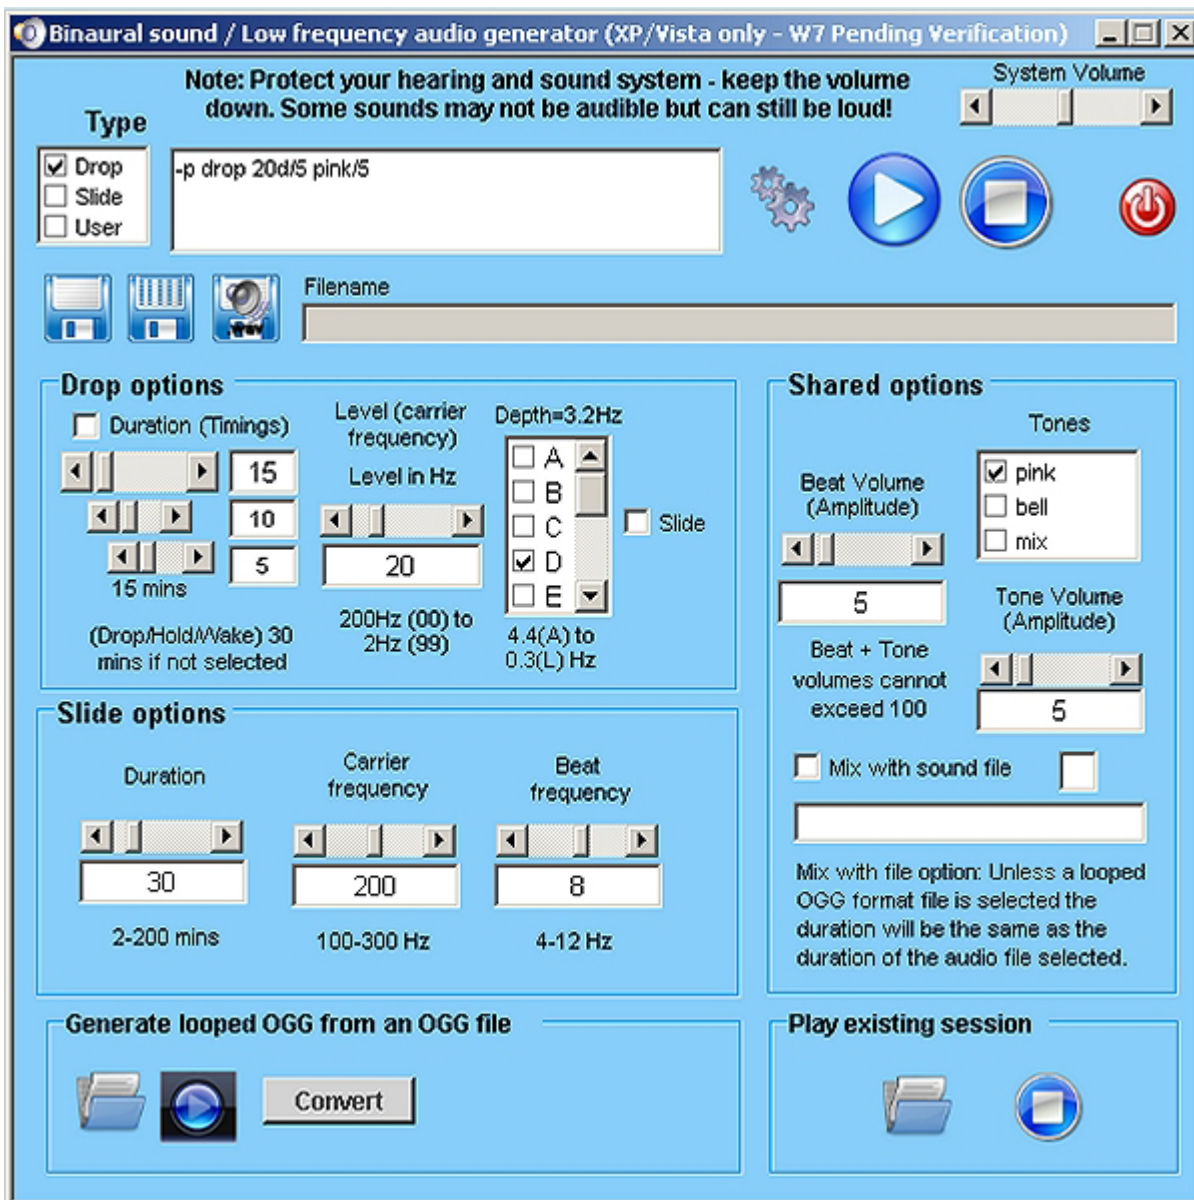 Binaural sound / Low frequency audio generator (XP/Vista only - W7 Pending Verification)
Note: Protect your hearing and sound system - keep the volume
down. Some sounds may not be audible but can still be loud!
System Volume
Type
Drop
Slide
User
-p drop 20d/5 pink/5
.wav
Filename
Drop options
Duration (Timings)
15
10
5
15 mins
(Drop/Hold/Wake) 30
mins if not selected
Level (carrier
frequency)
Level in Hz
20
200Hz (00) to
2Hz (99)
Depth=3.2Hz
A
B
C
D
E
4.4(A) to
0.3(L) Hz
Slide
Shared options
Tones
pink
bell
mix
Beat Volume
(Amplitude)
5
Beat + Tone
volumes cannot
exceed 100
Tone Volume
(Amplitude)
5
Mix with sound file
Mix with file option: Unless a looped
OGG format file is selected the
duration will be the same as the
duration of the audio file selected.
Slide options
Duration
30
2-200 mins
Carrier
frequency
200
100-300 Hz
Beat
frequency
8
4-12 Hz
Generate looped OGG from an OGG file
Convert
Play existing session